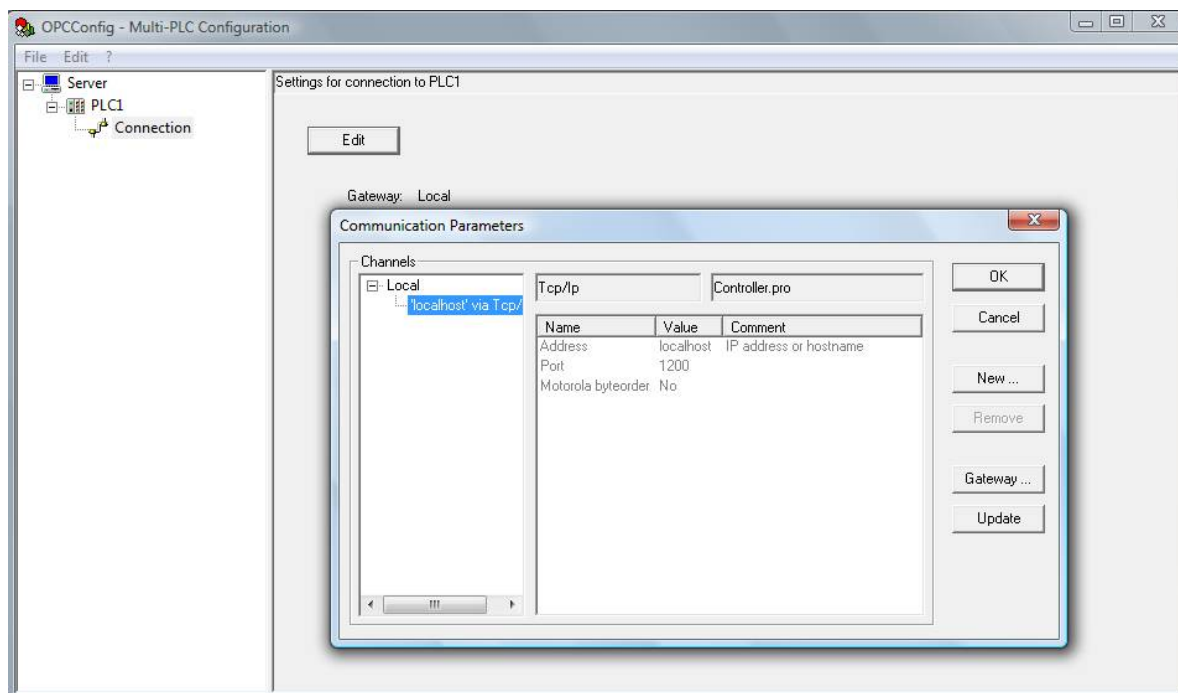 OPCConfig - Multi-PLC Configuration
File Edit ?
Server
PLC1
Connection
Settings for connection to PLC1
Edit
Gateway: Local
Communication Parameters
Channels
Local
'localhost' via Tcp/
Tcp/Ip
Controller.pro
Name Value Comment
Address localhost IP address or hostname
Port 1200
Motorola byteorder No
OK
Cancel
New ...
Remove
Gateway ...
Update